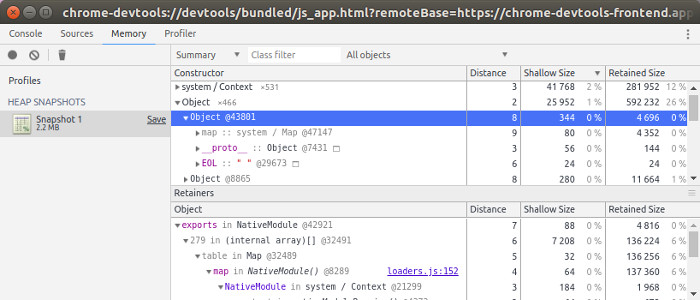 chrome-devtools://devtools/bundled/js_app.html?remoteBase=https://chrome-devtools-frontend.app
Console Sources Memory Profiler
Summary Class filter All objects
Profiles
HEAP SNAPSHOTS
Snapshot 1 Save
2.2 MB
Constructor Distance Shallow Size Retained Size
system / Context ×531 3 41 768 2 % 281 952 12 %
Object ×466 2 25 952 1 % 592 232 26 %
Object @43801 8 344 0 % 4 696 0 %
map :: system / Map @47147 9 80 0 % 4 352 0 %
__proto__ :: Object @7431 3 56 0 % 144 0 %
EOL :: " " @29673 6 24 0 % 24 0 %
Object @8865 8 280 0 % 11 664 1 %
Retainers
Object Distance Shallow Size Retained Size
exports in NativeModule @42921 7 88 0 % 4 816 0 %
279 in (internal array)[] @32491 6 7 208 0 % 136 224 6 %
table in Map @32489 5 32 0 % 136 256 6 %
map in NativeModule() @8289 loaders.js:152 4 64 0 % 137 360 6 %
NativeModule in system / Context @21299 3 184 0 % 1 968 0 %